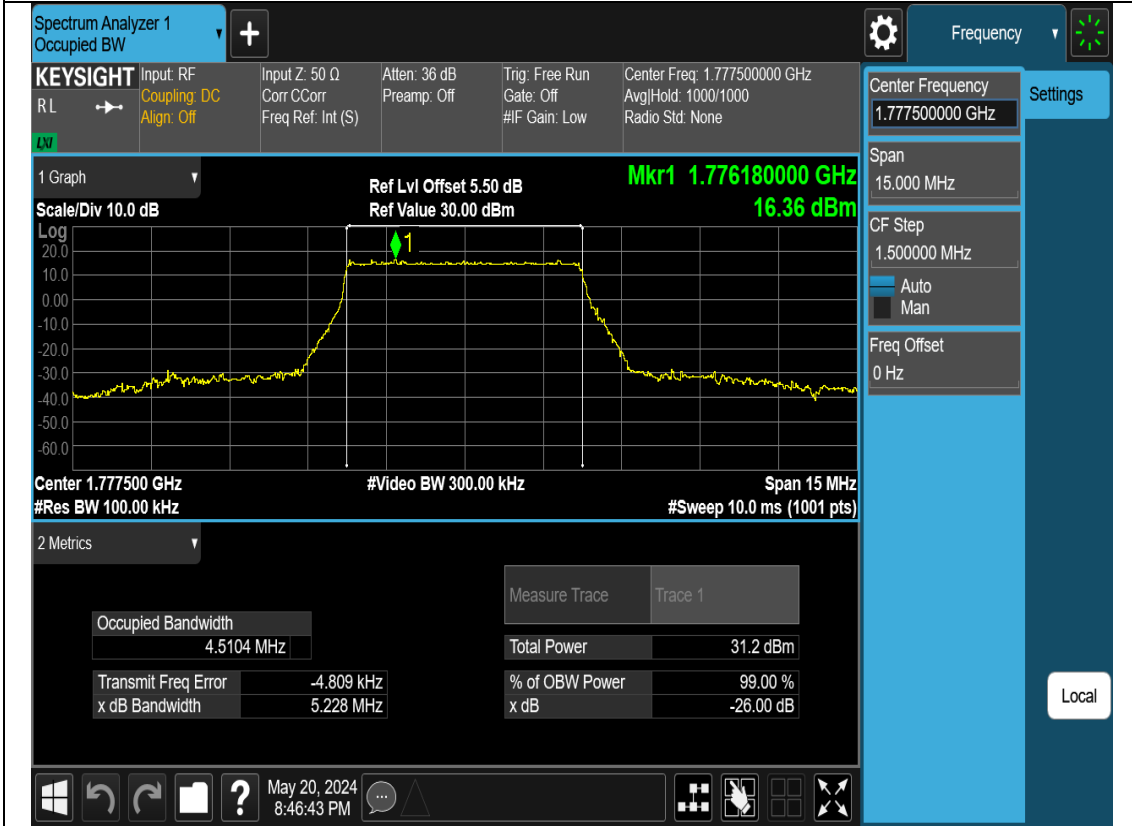 Spectrum Analyzer 1
Occupied BW
+
Frequency
KEYSIGHT
R L
LXI
Input: RF
Coupling: DC
Align: Off
Input Z: 50 Ω
Corr CCorr
Freq Ref: Int (S)
Atten: 36 dB
Preamp: Off
Trig: Free Run
Gate: Off
#IF Gain: Low
Center Freq: 1.777500000 GHz
Avg|Hold: 1000/1000
Radio Std: None
Center Frequency
1.777500000 GHz
Settings
Span
15.000 MHz
CF Step
1.500000 MHz
Auto
Man
Freq Offset
0 Hz
Local
1 Graph
Scale/Div 10.0 dB
Ref Lvl Offset 5.50 dB
Ref Value 30.00 dBm
Mkr1 1.776180000 GHz
16.36 dBm
Log
1
20.0
10.0
0.00
-10.0
-20.0
-30.0
-40.0
-50.0
-60.0
Center 1.777500 GHz
#Video BW 300.00 kHz
Span 15 MHz
#Res BW 100.00 kHz
#Sweep 10.0 ms (1001 pts)
2 Metrics
Measure Trace Trace 1
Occupied Bandwidth
4.5104 MHz
Total Power 31.2 dBm
Transmit Freq Error -4.809 kHz
% of OBW Power 99.00 %
x dB Bandwidth 5.228 MHz
x dB -26.00 dB
?
May 20, 2024
8:46:43 PM